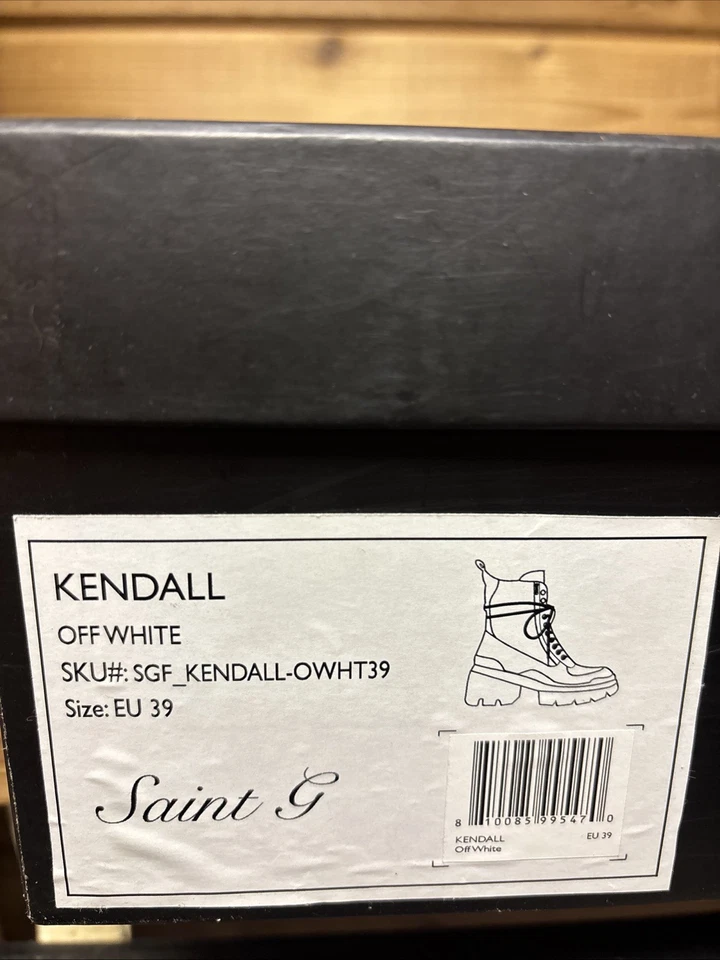 KENDALL
OFF WHITE
SKU#: SGF_KENDALL-OWHT39
Size: EU 39
Saint G
8 10085 99547 0
KENDALL EU 39
Off White